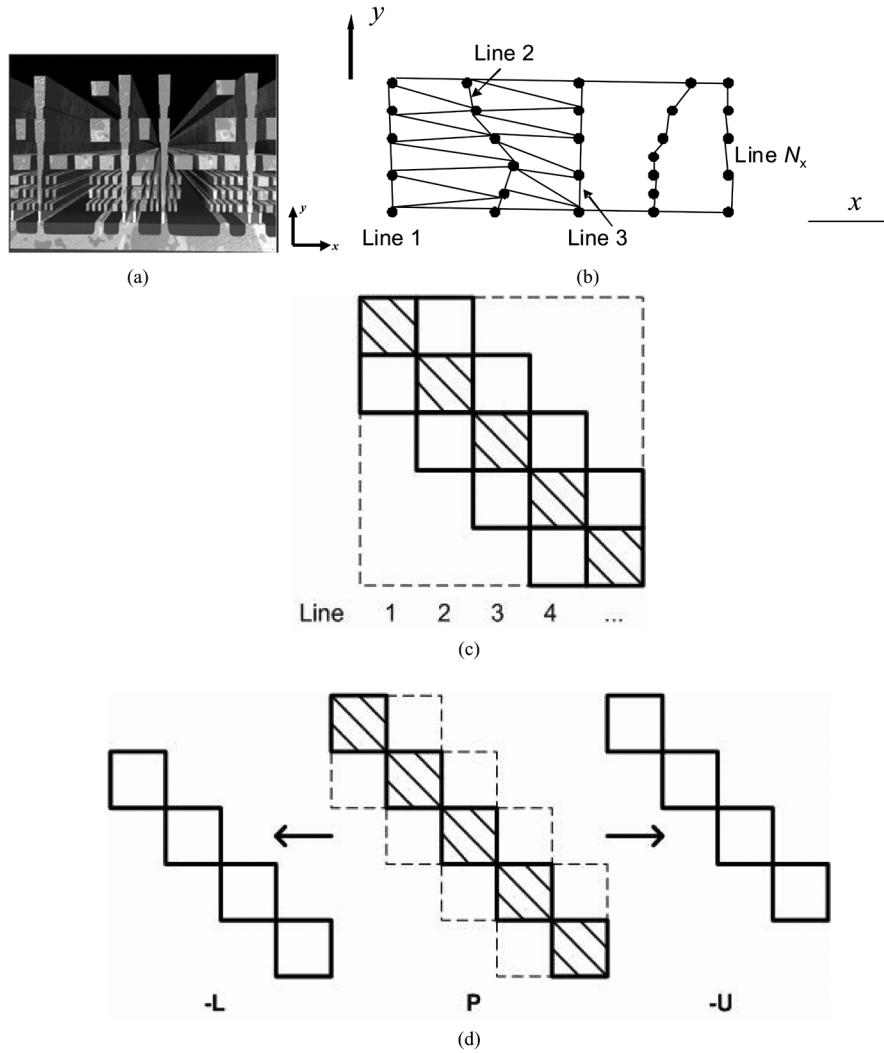 y
Line 2
y
x
Line 1
Line 3
Line Nx
x
(a)
(b)
Line 1 2 3 4 ...
(c)
-L P -U
(d)